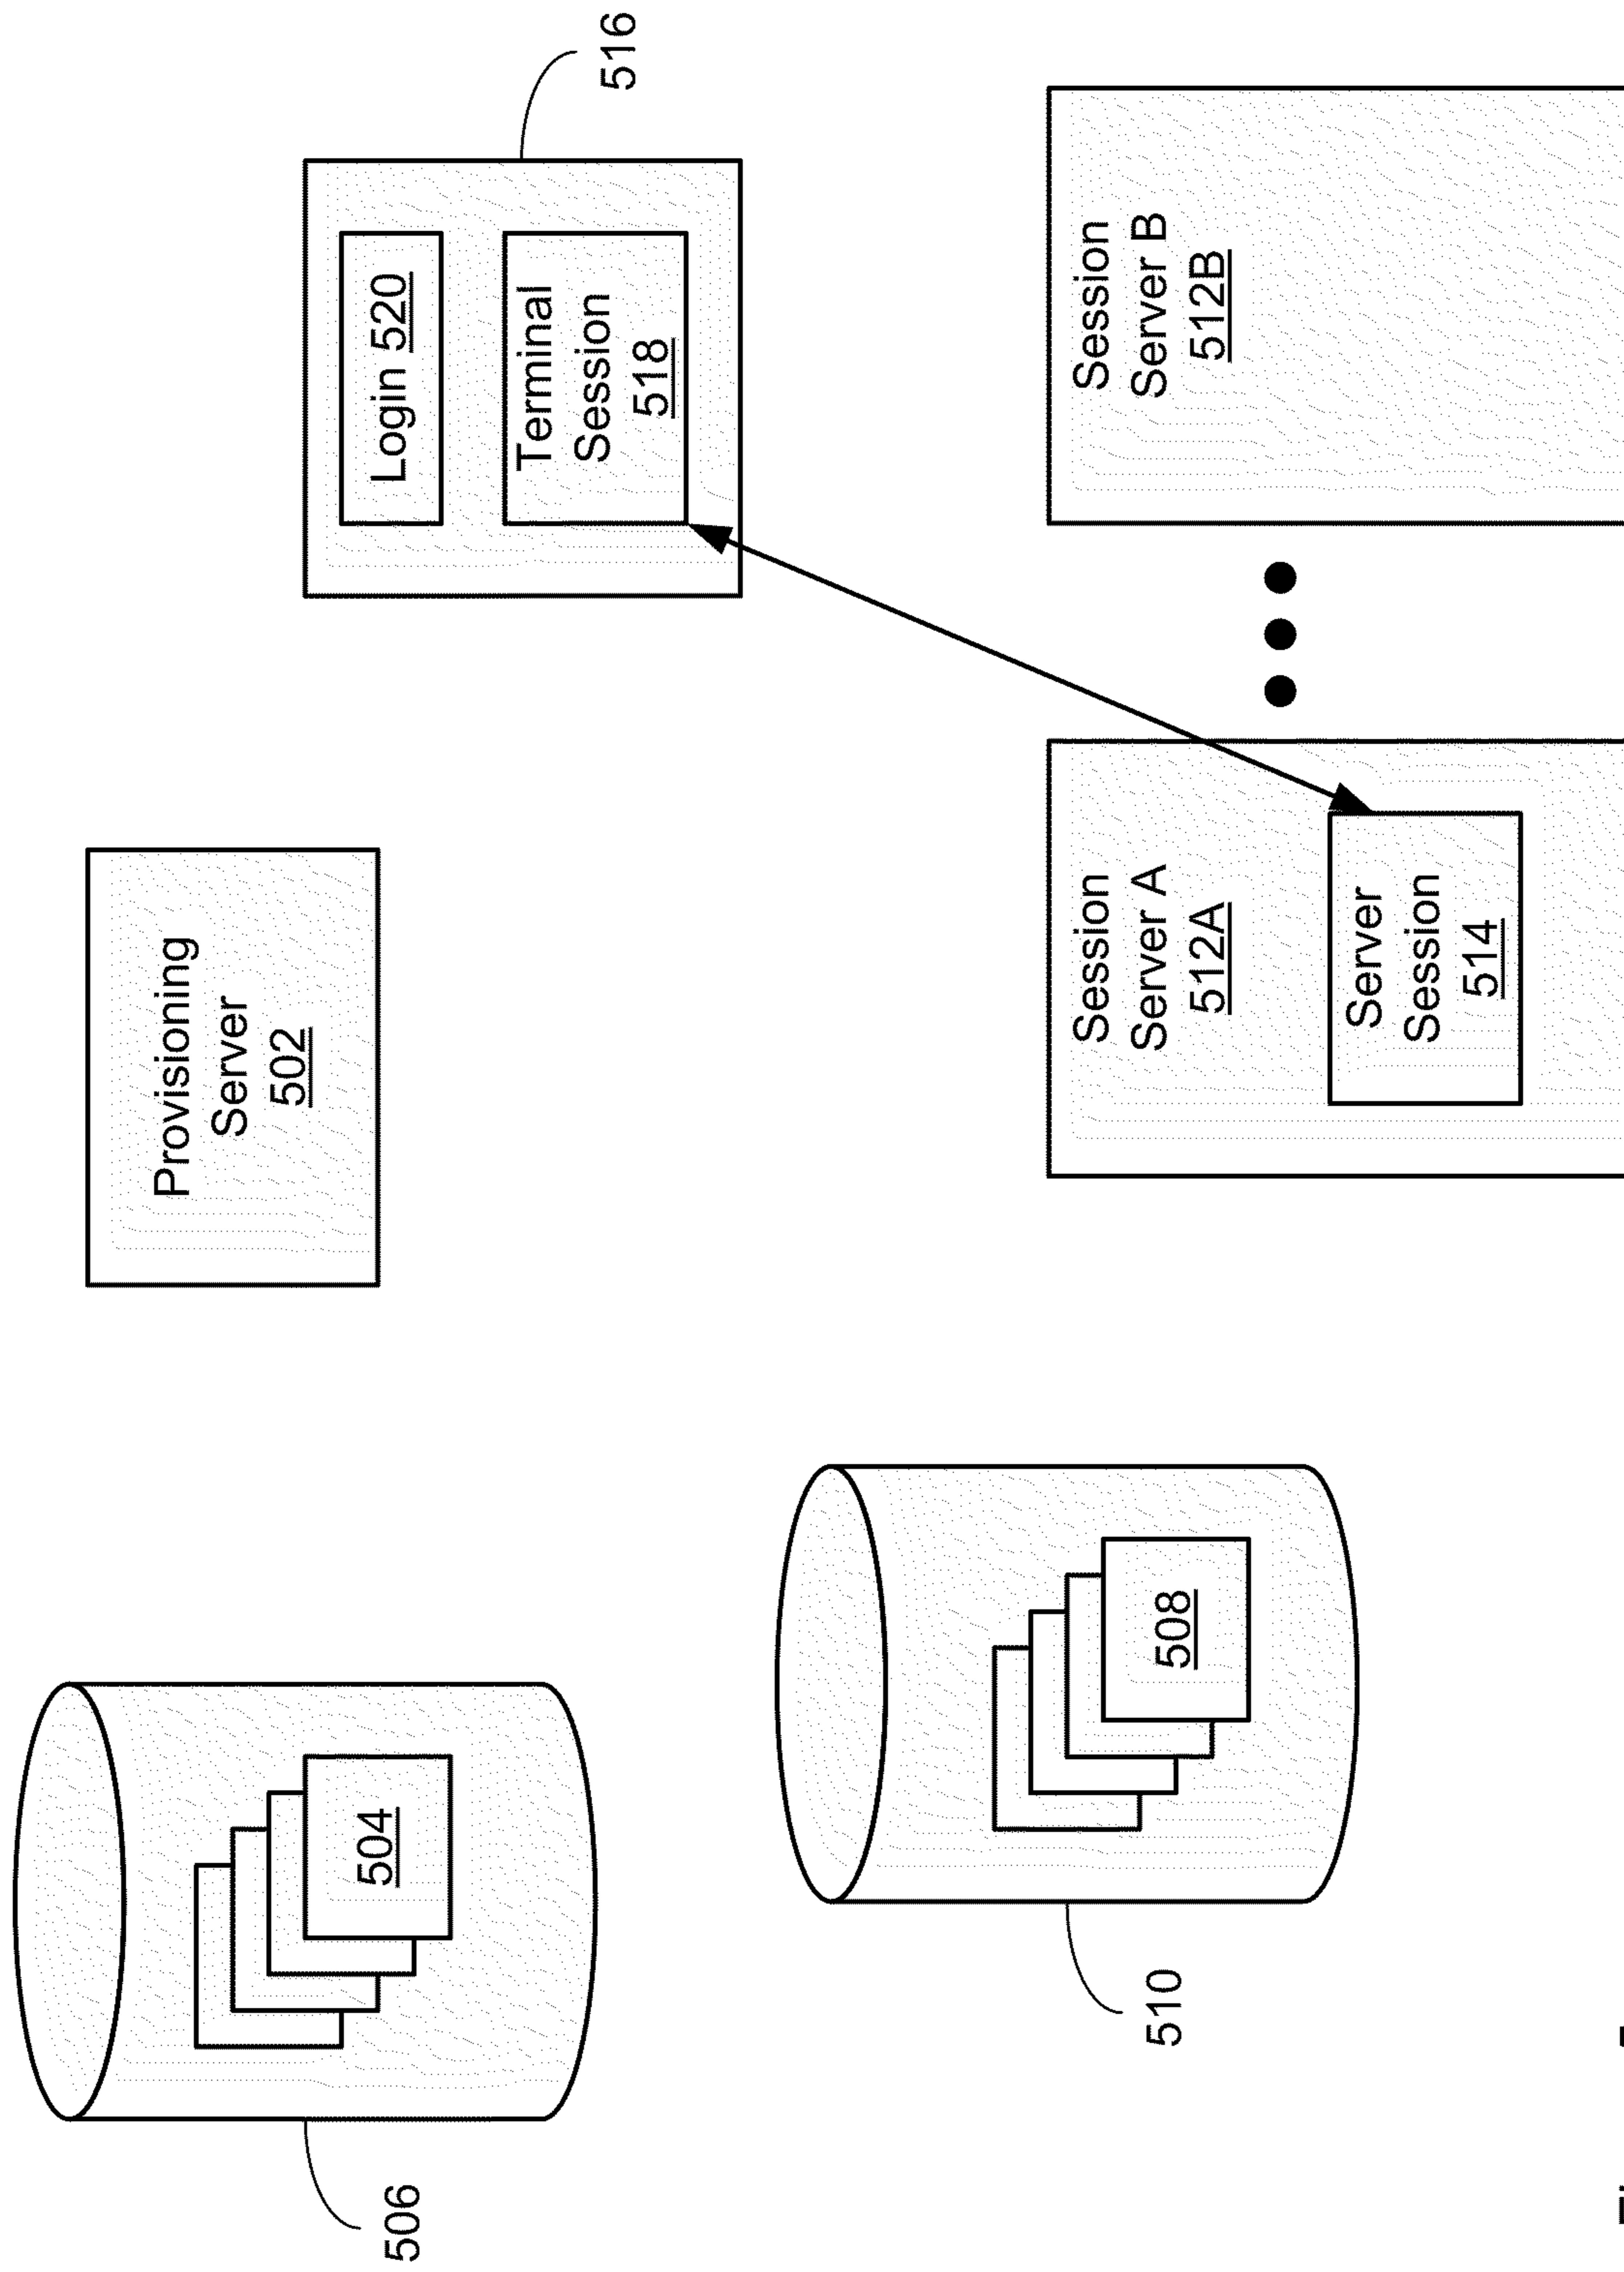 506
504
Provisioning
Server
502
516
Login 520
Terminal
Session
518
510
508
Session
Server A
512A
Server
Session
514
Session
Server B
512B